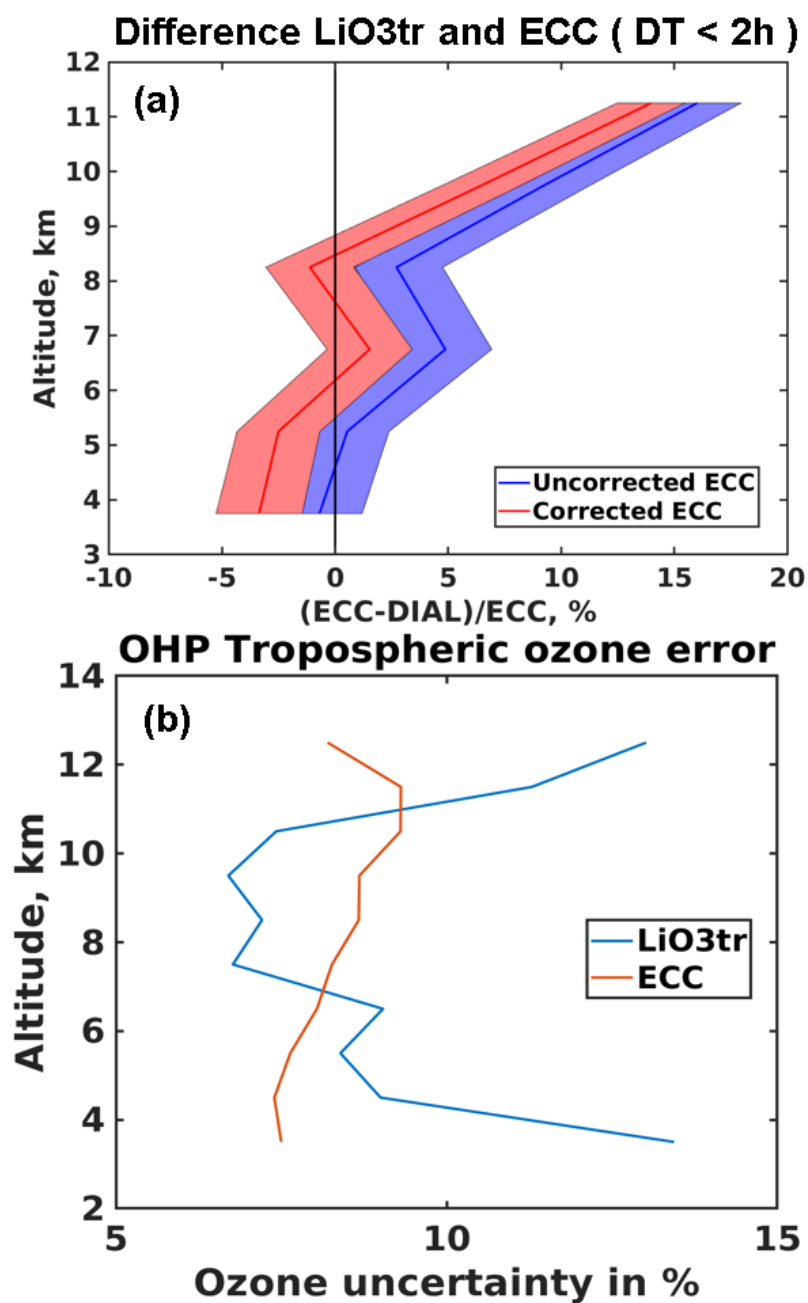 Difference LiO3tr and ECC ( DT < 2h )
(a)
12
11
10
9
8
7
6
5
4
3
Altitude, km
Uncorrected ECC
Corrected ECC
-10 -5 0 5 10 15 20
(ECC-DIAL)/ECC, %
OHP Tropospheric ozone error
(b)
14
12
10
8
6
4
2
Altitude, km
LiO3tr
ECC
5 10 15
Ozone uncertainty in %